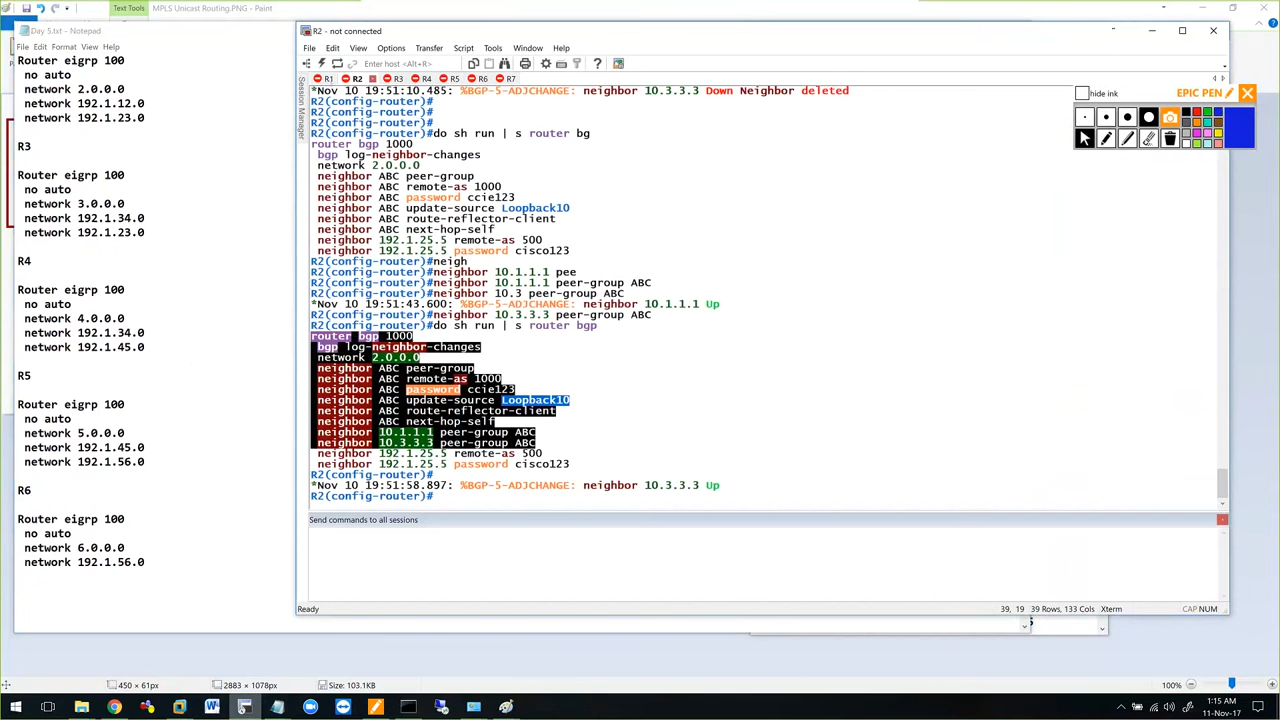 Text Tools
MPLS Unicast Routing.PNG - Paint
Day 5.txt - Notepad
File Edit Format View Help
Router eigrp 100
no auto
network 2.0.0.0
network 192.1.12.0
network 192.1.23.0
R3
Router eigrp 100
no auto
network 3.0.0.0
network 192.1.34.0
network 192.1.23.0
R4
Router eigrp 100
no auto
network 4.0.0.0
network 192.1.34.0
network 192.1.45.0
R5
Router eigrp 100
no auto
network 5.0.0.0
network 192.1.45.0
network 192.1.56.0
R6
Router eigrp 100
no auto
network 6.0.0.0
network 192.1.56.0
R2 - not connected
File Edit View Options Transfer Script Tools Window Help
Enter host <Alt+R>
Session Manager
R1 R2 R3 R4 R5 R6 R7
*Nov 10 19:51:10.485: %BGP-5-ADJCHANGE: neighbor 10.3.3.3 Down Neighbor deleted
R2(config-router)#
R2(config-router)#
R2(config-router)#
R2(config-router)#do sh run | s router bg
router bgp 1000
bgp log-neighbor-changes
network 2.0.0.0
neighbor ABC peer-group
neighbor ABC remote-as 1000
neighbor ABC password ccie123
neighbor ABC update-source Loopback10
neighbor ABC route-reflector-client
neighbor ABC next-hop-self
neighbor 192.1.25.5 remote-as 500
neighbor 192.1.25.5 password cisco123
R2(config-router)#neigh
R2(config-router)#neighbor 10.1.1.1 pee
R2(config-router)#neighbor 10.1.1.1 peer-group ABC
R2(config-router)#neighbor 10.3 peer-group ABC
*Nov 10 19:51:43.600: %BGP-5-ADJCHANGE: neighbor 10.1.1.1 Up
R2(config-router)#neighbor 10.3.3.3 peer-group ABC
R2(config-router)#do sh run | s router bgp
router bgp 1000
bgp log-neighbor-changes
network 2.0.0.0
neighbor ABC peer-group
neighbor ABC remote-as 1000
neighbor ABC password ccie123
neighbor ABC update-source Loopback10
neighbor ABC route-reflector-client
neighbor ABC next-hop-self
neighbor 10.1.1.1 peer-group ABC
neighbor 10.3.3.3 peer-group ABC
neighbor 192.1.25.5 remote-as 500
neighbor 192.1.25.5 password cisco123
R2(config-router)#
*Nov 10 19:51:58.897: %BGP-5-ADJCHANGE: neighbor 10.3.3.3 Up
R2(config-router)#
Send commands to all sessions
Ready
39, 19 39 Rows, 133 Cols Xterm CAP NUM
hide ink
EPIC PEN
450 × 61px
2883 × 1078px
Size: 103.1KB
100%
1:15 AM
11-Nov-17